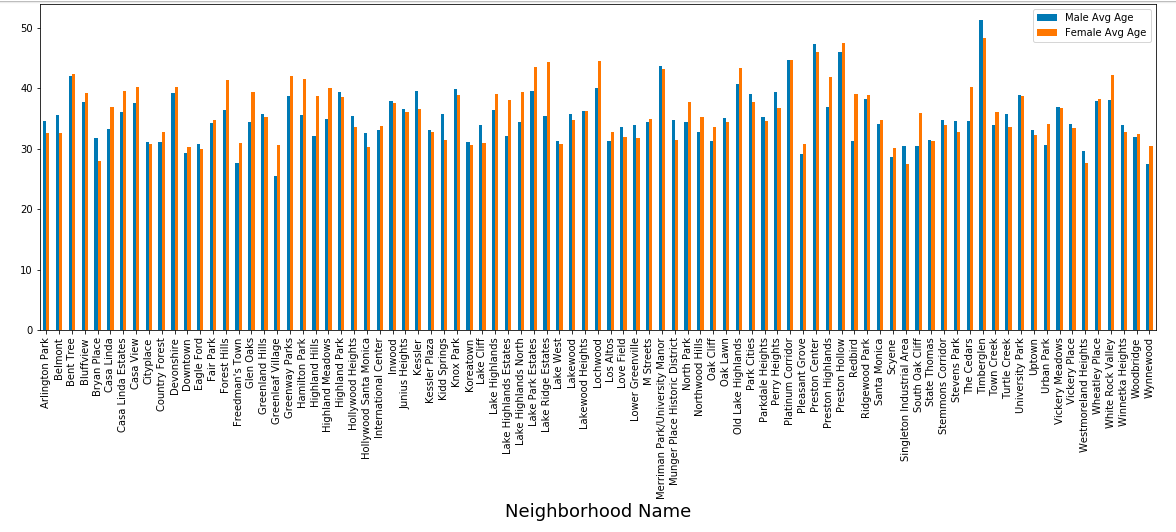 50
40
30
20
10
0
Male Avg Age
Female Avg Age
Arlington Park
Belmont
Bent Tree
Bluffview
Bryan Place
Casa Linda
Casa Linda Estates
Casa View
Cityplace
Country Forest
Devonshire
Downtown
Eagle Ford
Fair Park
Forest Hills
Freedman's Town
Glen Oaks
Greenland Hills
Greenleaf Village
Greenway Parks
Hamilton Park
Highland Hills
Highland Meadows
Highland Park
Hollywood Heights
Hollywood Santa Monica
International Center
Inwood
Junius Heights
Kessler
Kessler Plaza
Kidd Springs
Knox Park
Koreatown
Lake Cliff
Lake Highlands
Lake Highlands Estates
Lake Highlands North
Lake Park Estates
Lake Ridge Estates
Lake West
Lakewood
Lakewood Heights
Lochwood
Los Altos
Love Field
Lower Greenville
M Streets
Merriman Park/University Manor
Munger Place Historic District
North Park
Northwood Hills
Oak Cliff
Oak Lawn
Old Lake Highlands
Park Cities
Parkdale Heights
Perry Heights
Platinum Corridor
Pleasant Grove
Preston Center
Preston Highlands
Preston Hollow
Redbird
Ridgewood Park
Santa Monica
Scyene
Singleton Industrial Area
South Oak Cliff
State Thomas
Stemmons Corridor
Stevens Park
The Cedars
Timberglen
Town Creek
Turtle Creek
University Park
Uptown
Urban Park
Vickery Meadows
Vickery Place
Westmoreland Heights
Wheatley Place
White Rock Valley
Winnetka Heights
Woodbridge
Wynnewood
Neighborhood Name